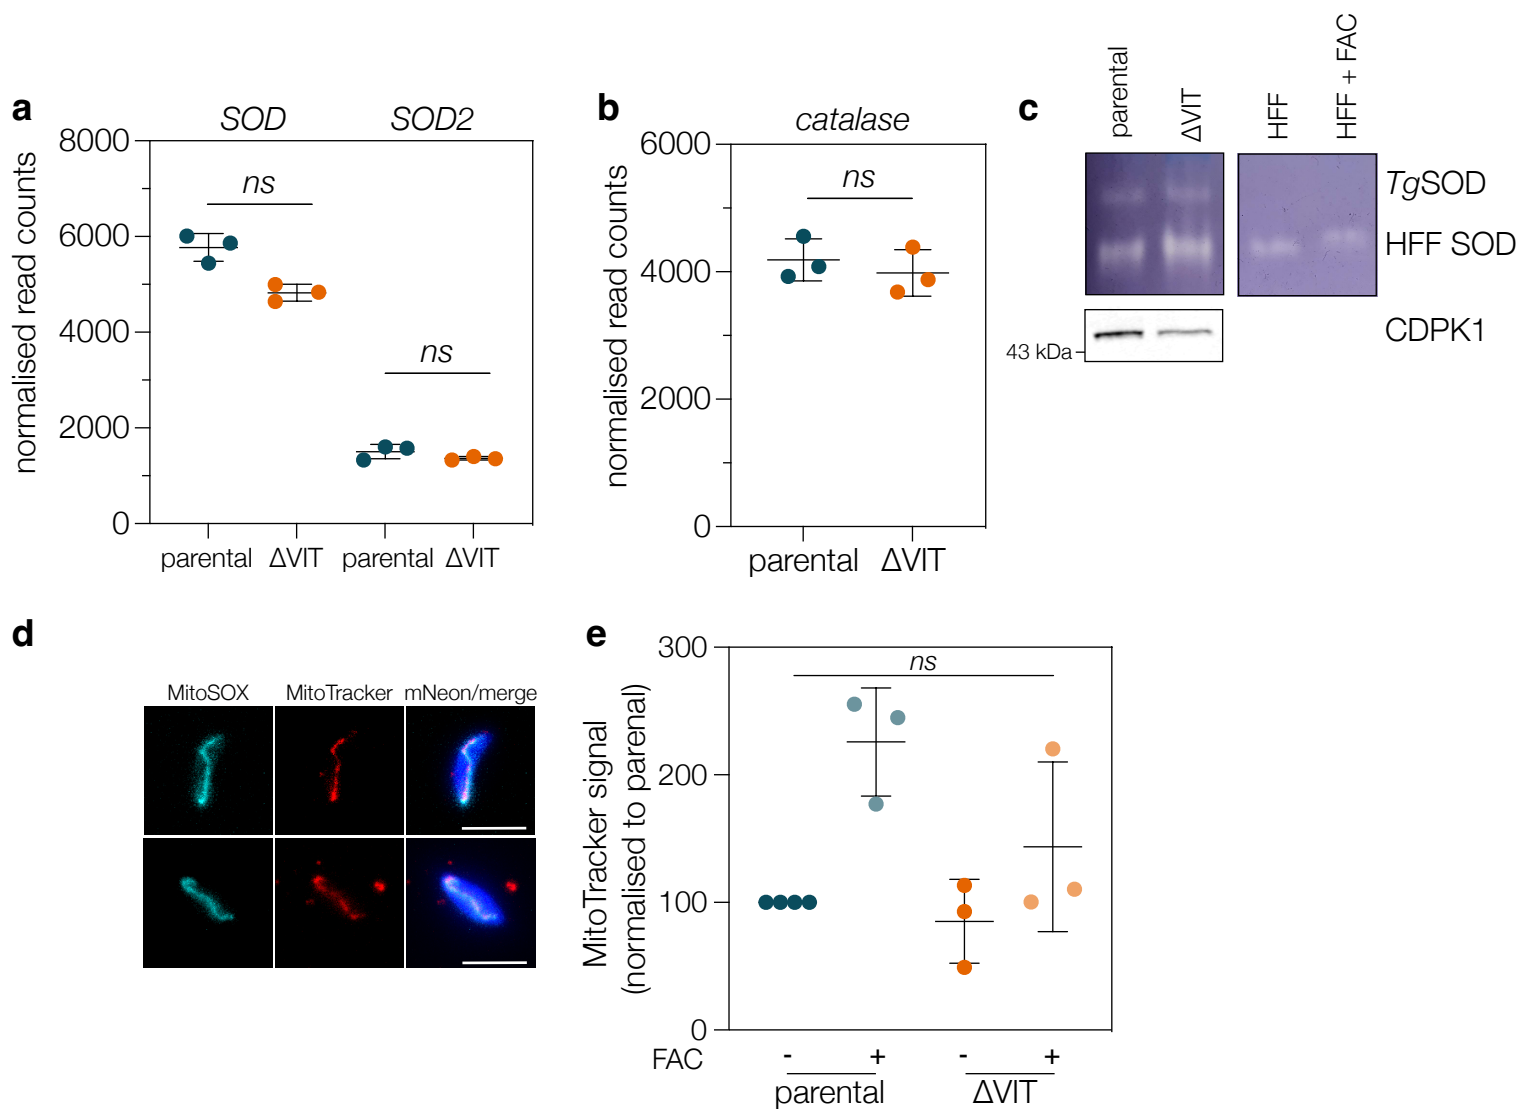 a
SOD SOD2
8000
6000
4000
2000
0
normalised read counts
ns
ns
parental ΔVIT parental ΔVIT
b
catalase
6000
4000
2000
0
normalised read counts
ns
parental ΔVIT
c
parental
ΔVIT
HFF
HFF + FAC
TgSOD
HFF SOD
CDPK1
43 kDa
d
MitoSOX MitoTracker mNeon/merge
e
300
200
100
0
MitoTracker signal
(normalised to parenal)
ns
FAC - + - +
parental ΔVIT